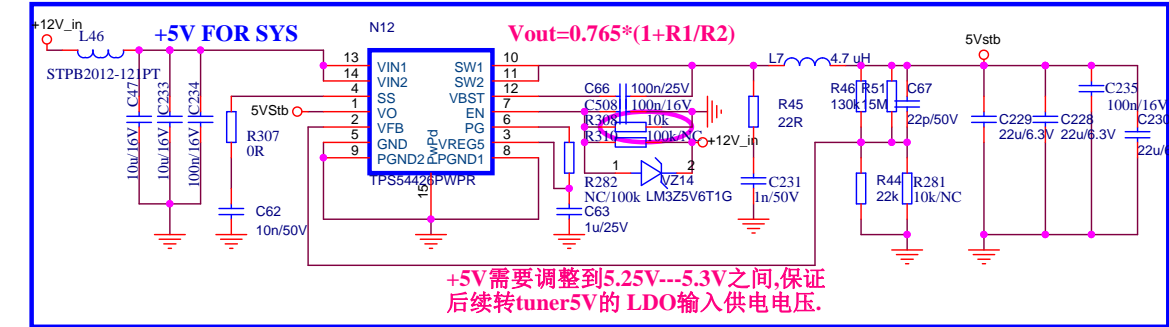 +12V_in
L46
+5V FOR SYS
STPB2012-121PT
C47
10u/16V
C233
10u/16V
C234
100n/16V
R307
0R
C62
10n/50V
5VStb
N12
13 VIN1 SW1 10
14 VIN2 SW2 11
4 SS VBST 12
1 VO EN 7
2 VFB PG 6
5 GND VREG5 3
9 PGND2 PGND1 8
PwPd
15
TPS54426PWPR
Vout=0.765*(1+R1/R2)
C66 100n/25V
C508 100n/16V
R308 10k
R310 100k/NC
+12V_in
1 2
VZ14
LM3Z5V6T1G
R282
NC/100k
C63
1u/25V
L7 4.7 uH
R45
22R
C231
1n/50V
R46
130k
R51
15M
C67
22p/50V
R44
22k
R281
10k/NC
5Vstb
C229
22u/6.3V
C228
22u/6.3V
C235
100n/16V
C230
+5V需要调整到5.25V---5.3V之间,保证
后续转tuner5V的 LDO输入供电电压.